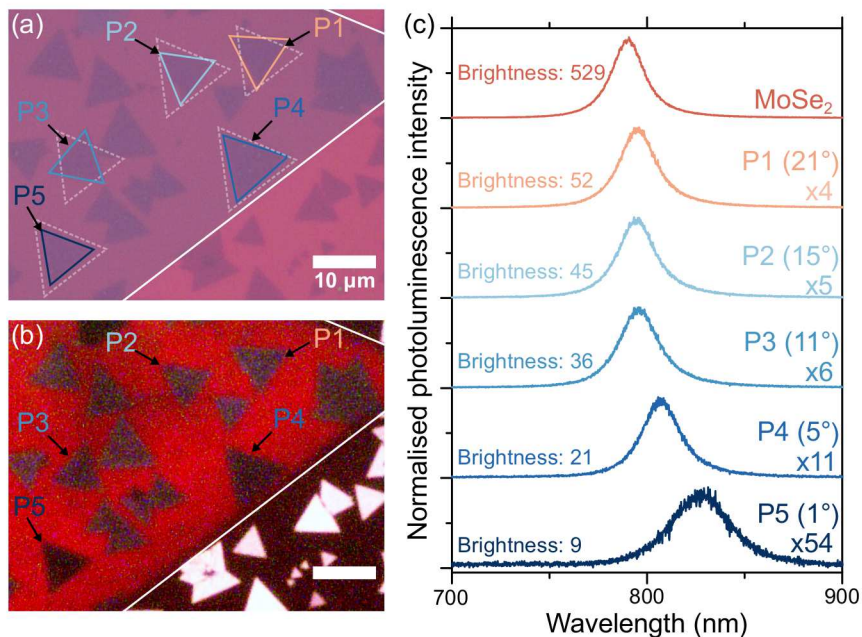 (a)
P2
P1
P3
P4
P5
10 μm
(b)
P2
P1
P3
P4
P5
(c)
Normalised photoluminescence intensity
Brightness: 529
MoSe₂
Brightness: 52
P1 (21°)
x4
Brightness: 45
P2 (15°)
x5
Brightness: 36
P3 (11°)
x6
Brightness: 21
P4 (5°)
x11
Brightness: 9
P5 (1°)
x54
700
800
900
Wavelength (nm)